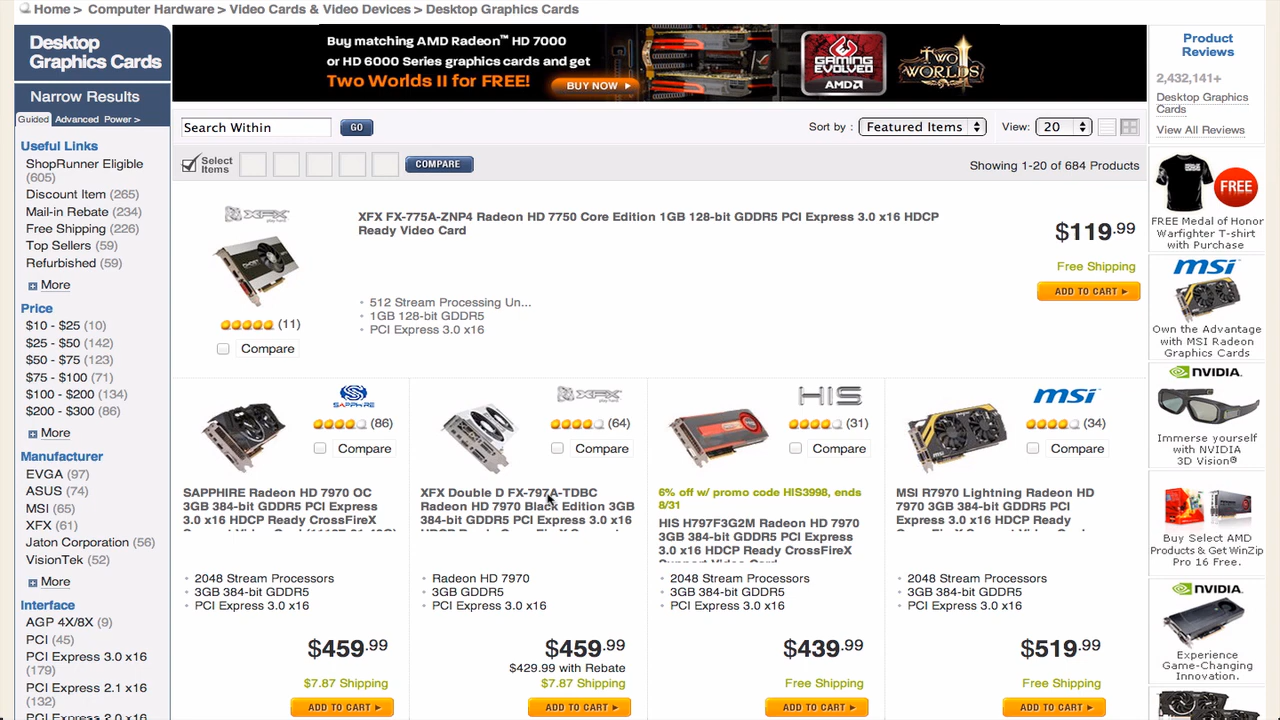 Home > Computer Hardware > Video Cards & Video Devices > Desktop Graphics Cards
Desktop
Graphics Cards
Narrow Results
Guided Advanced Power >
Useful Links
ShopRunner Eligible
(605)
Discount Item (265)
Mail-in Rebate (234)
Free Shipping (226)
Top Sellers (59)
Refurbished (59)
More
Price
$10 - $25 (10)
$25 - $50 (142)
$50 - $75 (123)
$75 - $100 (71)
$100 - $200 (134)
$200 - $300 (86)
More
Manufacturer
EVGA (97)
ASUS (74)
MSI (65)
XFX (61)
Jaton Corporation (56)
VisionTek (52)
More
Interface
AGP 4X/8X (9)
PCI (45)
PCI Express 3.0 x16
(179)
PCI Express 2.1 x16
(132)
PCI Express 2.0 x16
Buy matching AMD Radeon™ HD 7000
or HD 6000 Series graphics cards and get
Two Worlds II for FREE!
BUY NOW
GAMING
EVOLVED
AMD
TWO
WORLDS
Search Within
GO
Sort by : Featured Items
View: 20
Select
Items
COMPARE
Showing 1-20 of 684 Products
XFX
XFX FX-775A-ZNP4 Radeon HD 7750 Core Edition 1GB 128-bit GDDR5 PCI Express 3.0 x16 HDCP
Ready Video Card
512 Stream Processing Un...
1GB 128-bit GDDR5
PCI Express 3.0 x16
(11)
Compare
$119.99
Free Shipping
ADD TO CART
SAPPHIRE
(86)
Compare
SAPPHIRE Radeon HD 7970 OC
3GB 384-bit GDDR5 PCI Express
3.0 x16 HDCP Ready CrossFireX
2048 Stream Processors
3GB 384-bit GDDR5
PCI Express 3.0 x16
$459.99
$7.87 Shipping
ADD TO CART
XFX
(64)
Compare
XFX Double D FX-797A-TDBC
Radeon HD 7970 Black Edition 3GB
384-bit GDDR5 PCI Express 3.0 x16
Radeon HD 7970
3GB GDDR5
PCI Express 3.0 x16
$459.99
$429.99 with Rebate
$7.87 Shipping
ADD TO CART
HIS
(31)
Compare
6% off w/ promo code HIS3998, ends
8/31
HIS H797F3G2M Radeon HD 7970
3GB 384-bit GDDR5 PCI Express
3.0 x16 HDCP Ready CrossFireX
Support Video Card
2048 Stream Processors
3GB 384-bit GDDR5
PCI Express 3.0 x16
$439.99
Free Shipping
ADD TO CART
msi
(34)
Compare
MSI R7970 Lightning Radeon HD
7970 3GB 384-bit GDDR5 PCI
Express 3.0 x16 HDCP Ready
2048 Stream Processors
3GB 384-bit GDDR5
PCI Express 3.0 x16
$519.99
Free Shipping
ADD TO CART
Product
Reviews
2,432,141+
Desktop Graphics
Cards
View All Reviews
FREE
FREE Medal of Honor
Warfighter T-shirt
with Purchase
msi
Own the Advantage
with MSI Radeon
Graphics Cards
NVIDIA
Immerse yourself
with NVIDIA
3D Vision®
Buy Select AMD
Products & Get WinZip
Pro 16 Free.
NVIDIA
Experience
Game-Changing
Innovation.